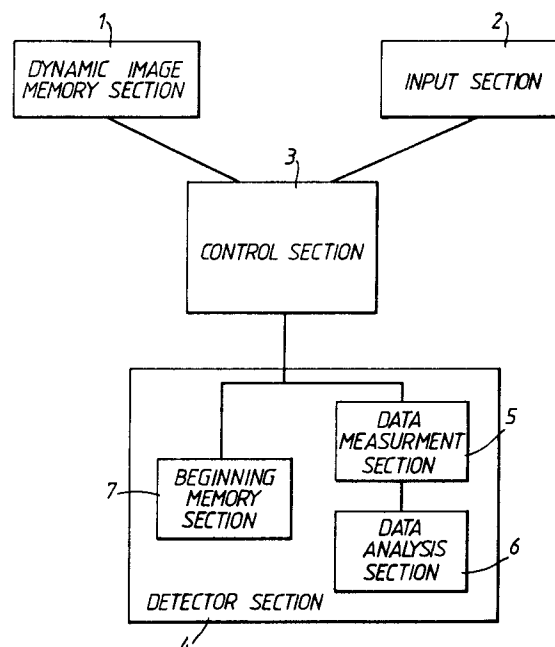 1
DYNAMIC IMAGE
MEMORY SECTION
2
INPUT SECTION
3
CONTROL SECTION
DATA
MEASURMENT
SECTION
5
7
BEGINNING
MEMORY
SECTION
DATA
ANALYSIS
SECTION
6
DETECTOR SECTION
4